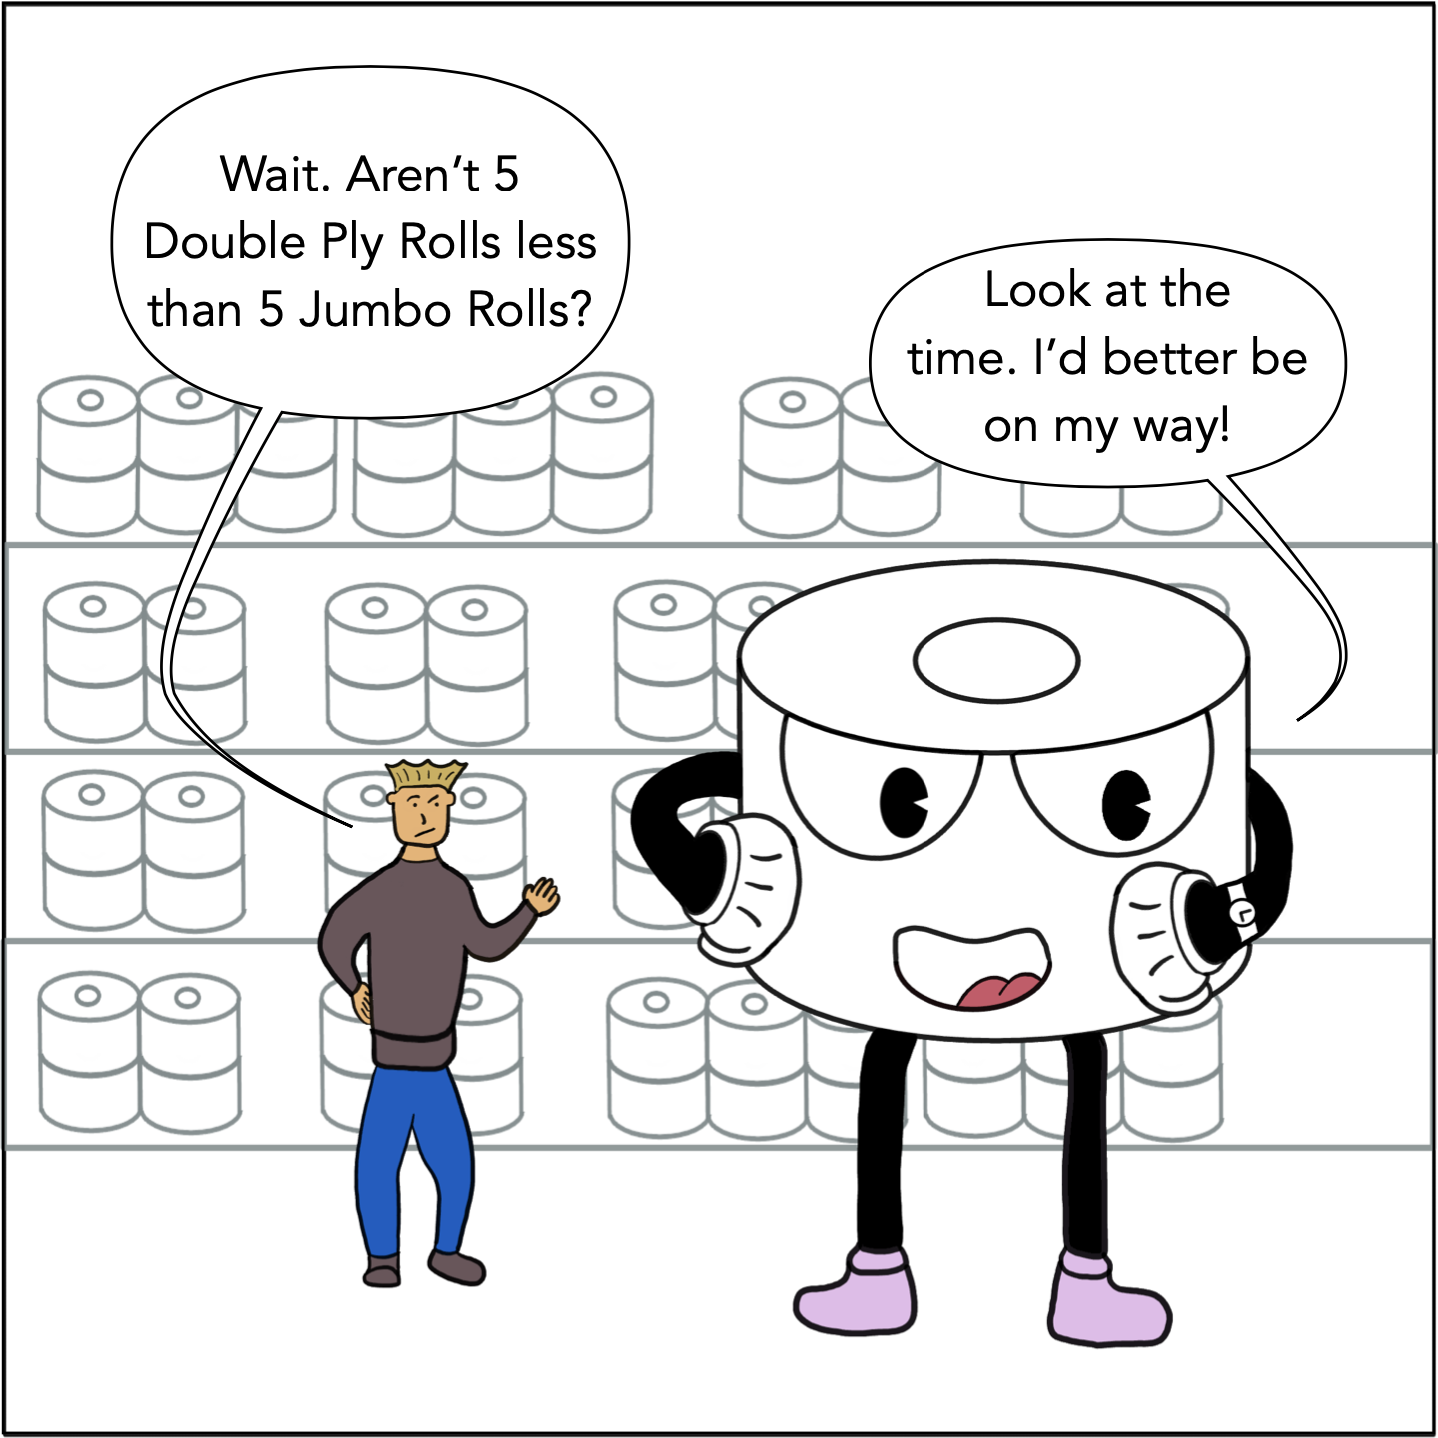 Wait. Aren’t 5
Double Ply Rolls less
than 5 Jumbo Rolls?
Look at the
time. I’d better be
on my way!